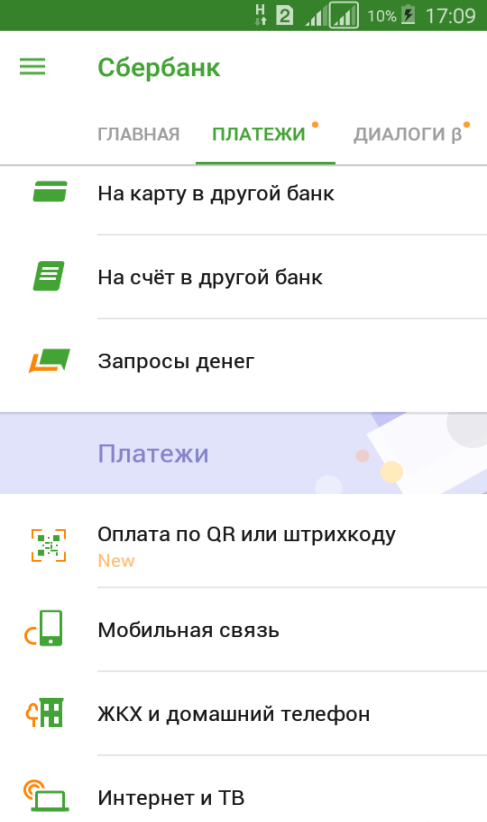 H 2 10% 17:09
Сбербанк
ГЛАВНАЯ ПЛАТЕЖИ ДИАЛОГИ β
На карту в другой банк
На счёт в другой банк
Запросы денег
Платежи
Оплата по QR или штрихкоду
New
Мобильная связь
ЖКХ и домашний телефон
Интернет и ТВ